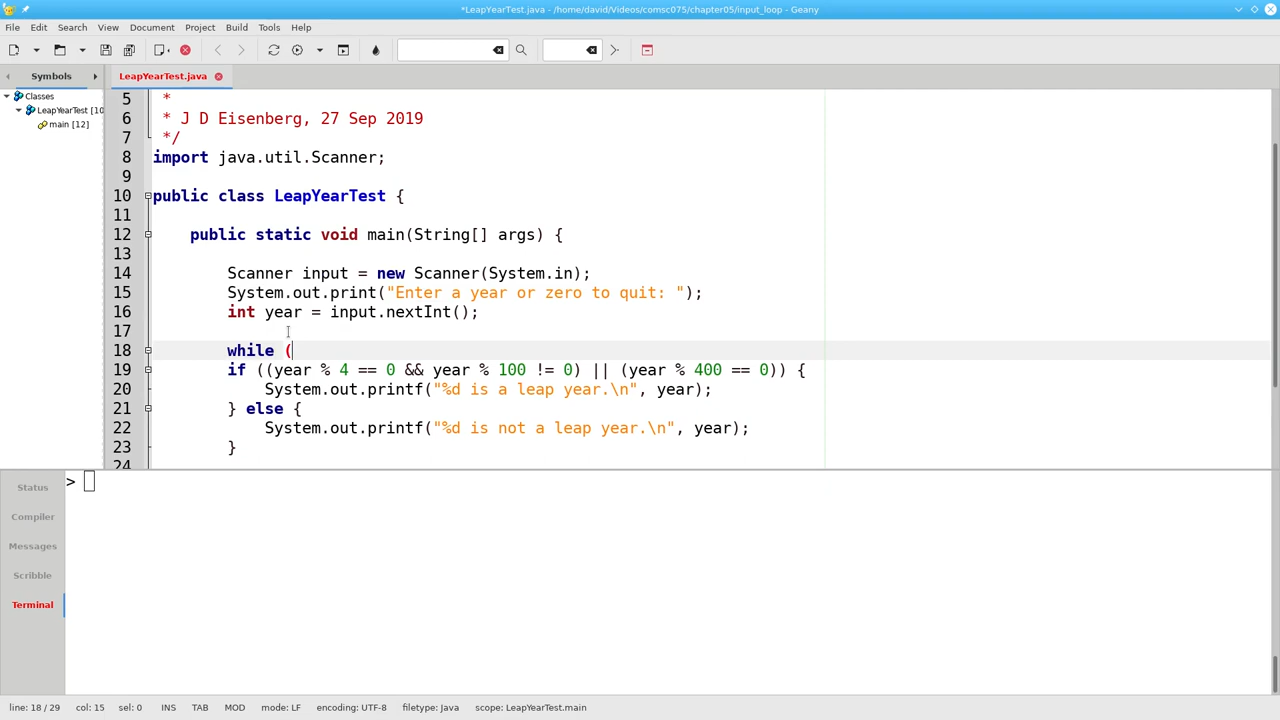 *LeapYearTest.java - /home/david/Videos/comsc075/chapter05/input_loop - Geany
File Edit Search View Document Project Build Tools Help
Symbols
LeapYearTest.java
Classes
LeapYearTest [10
main [12]
5 *
6 * J D Eisenberg, 27 Sep 2019
7 */
8 import java.util.Scanner;
9
10 public class LeapYearTest {
11
12 public static void main(String[] args) {
13
14 Scanner input = new Scanner(System.in);
15 System.out.print("Enter a year or zero to quit: ");
16 int year = input.nextInt();
17
18 while (
19 if ((year % 4 == 0 && year % 100 != 0) || (year % 400 == 0)) {
20 System.out.printf("%d is a leap year.\n", year);
21 } else {
22 System.out.printf("%d is not a leap year.\n", year);
23 }
24
Status
Compiler
Messages
Scribble
Terminal
>
line: 18 / 29 col: 15 sel: 0 INS TAB MOD mode: LF encoding: UTF-8 filetype: Java scope: LeapYearTest.main